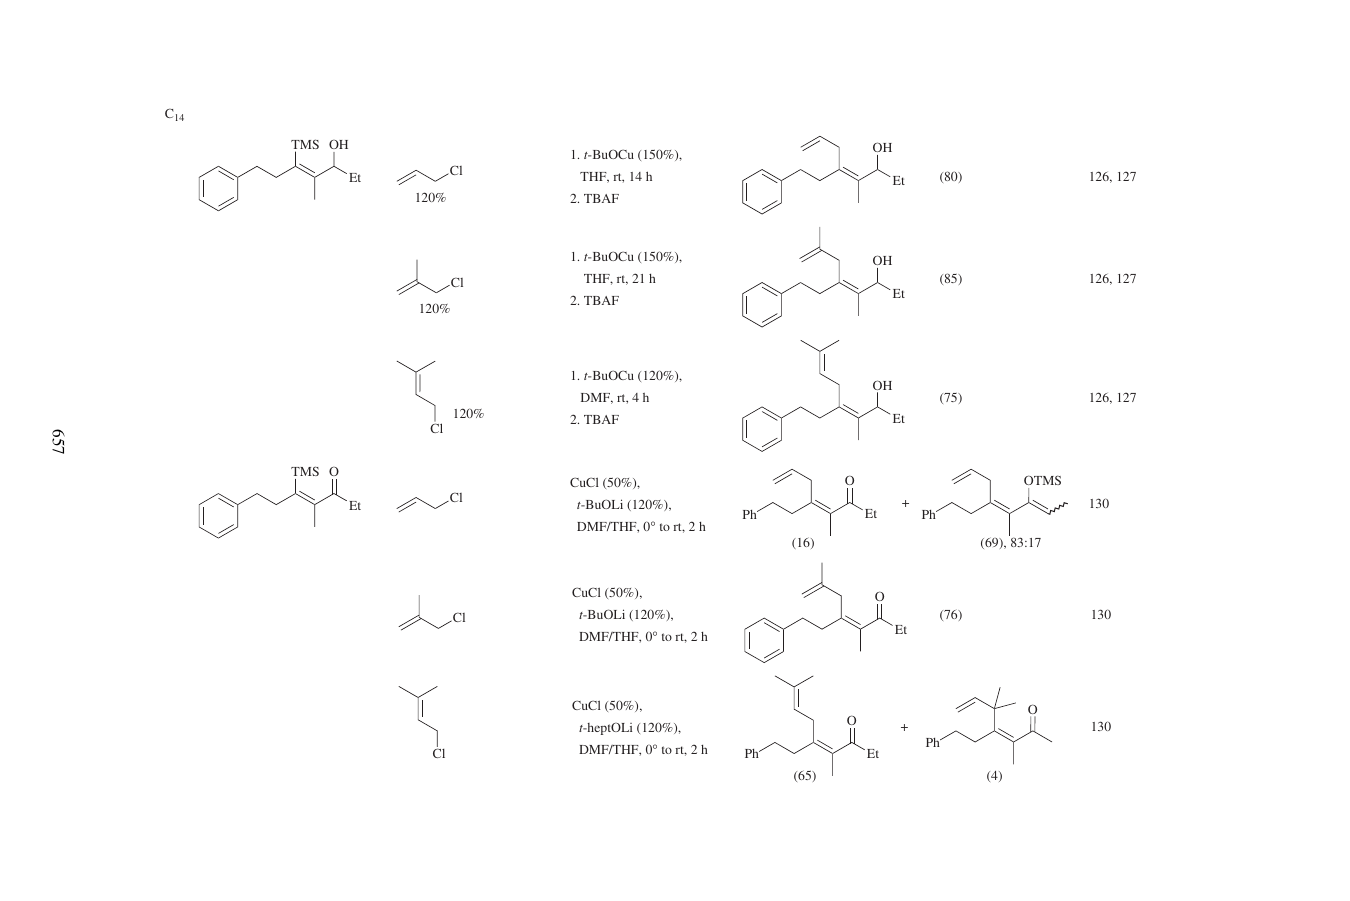 C14
TMS OH
Et
Cl
120%
1. t-BuOCu (150%),
THF, rt, 14 h
2. TBAF
OH
Et
(80)
126, 127
Cl
120%
1. t-BuOCu (150%),
THF, rt, 21 h
2. TBAF
OH
Et
(85)
126, 127
120%
Cl
1. t-BuOCu (120%),
DMF, rt, 4 h
2. TBAF
OH
Et
(75)
126, 127
657
TMS O
Et
Cl
CuCl (50%),
t-BuOLi (120%),
DMF/THF, 0° to rt, 2 h
O
Ph
Et
(16)
+
OTMS
Ph
(69), 83:17
130
Cl
CuCl (50%),
t-BuOLi (120%),
DMF/THF, 0° to rt, 2 h
O
Et
(76)
130
Cl
CuCl (50%),
t-heptOLi (120%),
DMF/THF, 0° to rt, 2 h
O
Ph
Et
(65)
+
O
Ph
(4)
130